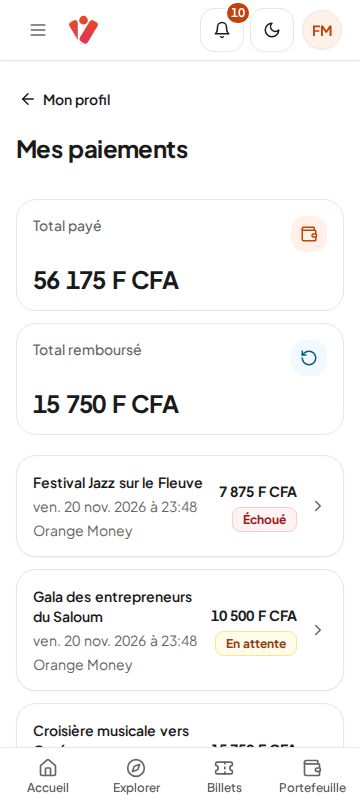 10
FM
Mon profil
Mes paiements
Total payé
56 175 F CFA
Total remboursé
15 750 F CFA
Festival Jazz sur le Fleuve
7 875 F CFA
ven. 20 nov. 2026 à 23:48
Échoué
Orange Money
Gala des entrepreneurs
du Saloum
10 500 F CFA
ven. 20 nov. 2026 à 23:48
En attente
Orange Money
Croisière musicale vers
Accueil
Explorer
Billets
Portefeuille